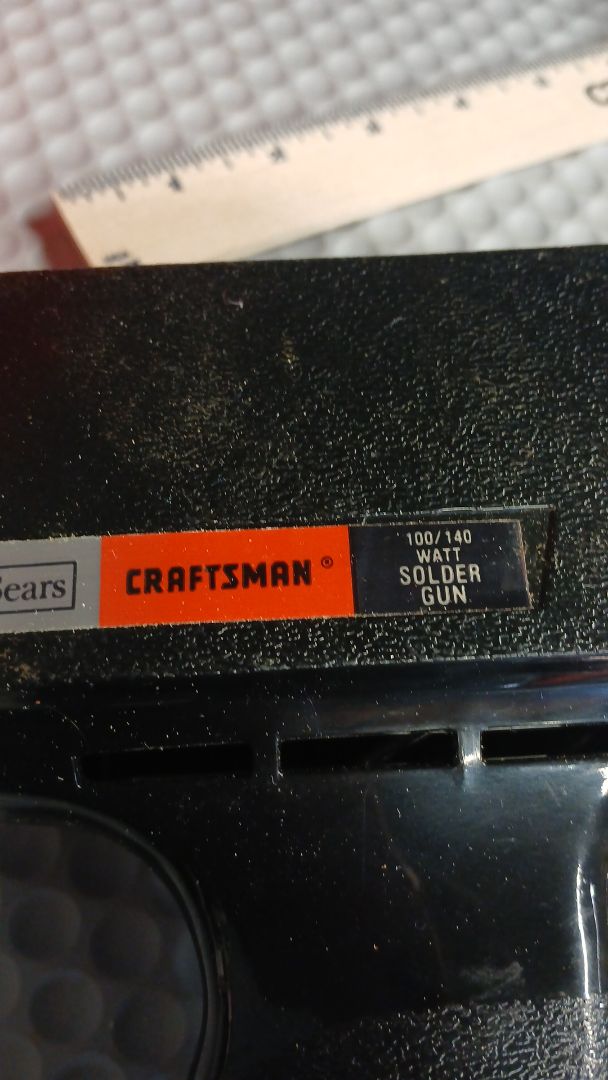 Sears
CRAFTSMAN®
100/140
WATT
SOLDER
GUN